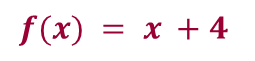 f(x) = x + 4